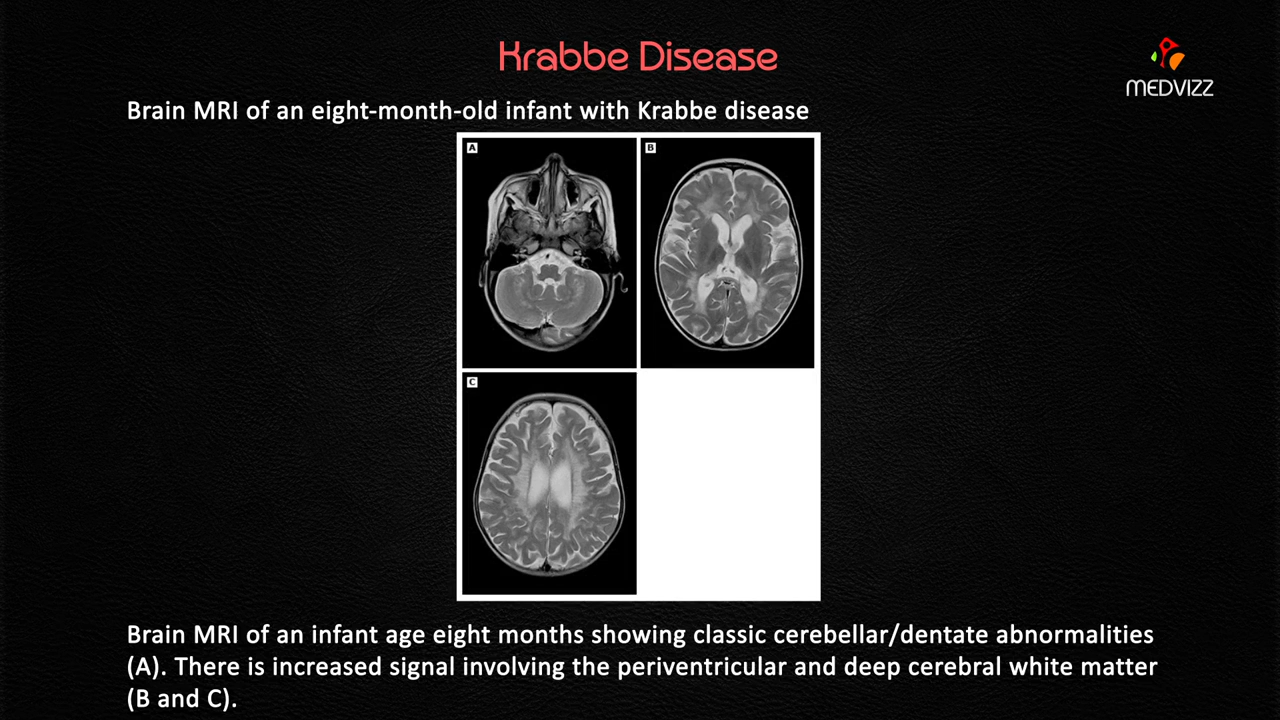 Krabbe Disease
MEDVIZZ
Brain MRI of an eight-month-old infant with Krabbe disease
A
B
C
Brain MRI of an infant age eight months showing classic cerebellar/dentate abnormalities
(A). There is increased signal involving the periventricular and deep cerebral white matter
(B and C).